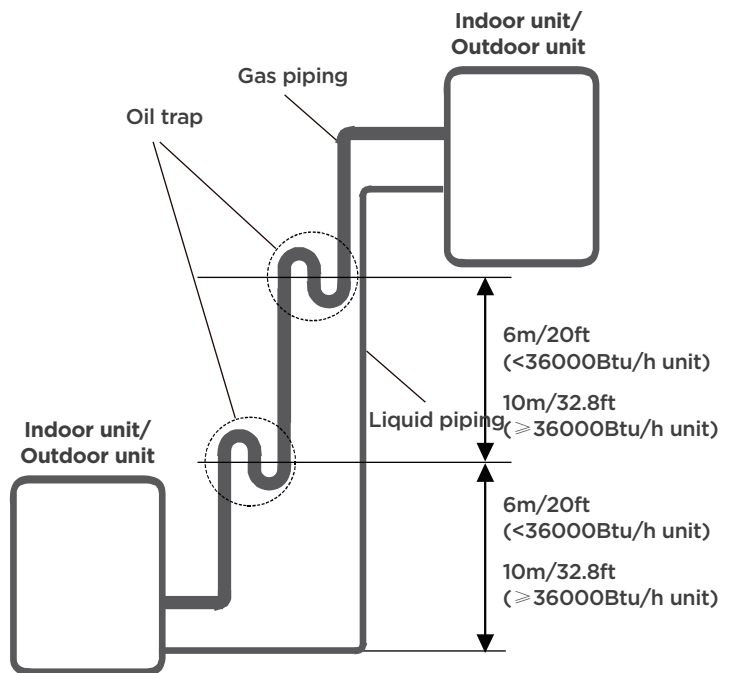 Indoor unit/
Outdoor unit
Gas piping
Oil trap
6m/20ft
(<36000Btu/h unit)
Liquid piping
10m/32.8ft
(⩾36000Btu/h unit)
Indoor unit/
Outdoor unit
6m/20ft
(<36000Btu/h unit)
10m/32.8ft
(⩾36000Btu/h unit)